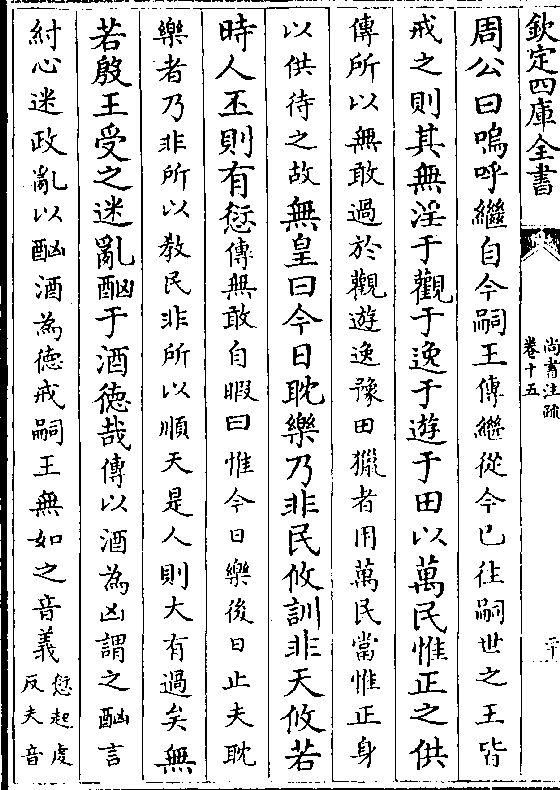 欽定四庫全書
尚書注疏
卷十五
二十
周公曰嗚呼繼自今嗣王傳繼從今已往嗣世之王皆
戒之則其無淫于觀于逸于遊于田以萬民惟正之供
傳所以無敢過於觀遊逸豫田獵者用萬民當惟正身
以供待之故無皇曰今日耽樂乃非民攸訓非天攸若
時人丕則有愆傳無敢自暇曰惟今日樂後日止夫耽
樂者乃非所以教民非所以順天是人則大有過矣無
若殷王受之迷亂酗于酒德哉傳以酒為凶謂之酗言
紂心迷政亂以酗酒為德戒嗣王無如之音義愆起虔
反夫音